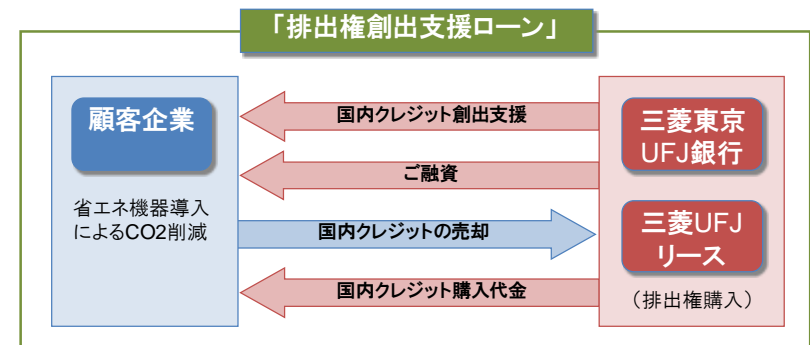 「排出権創出支援ローン」
顧客企業
省エネ機器導入
によるCO2削減
国内クレジット創出支援
ご融資
国内クレジットの売却
国内クレジット購入代金
三菱東京
UFJ銀行
三菱UFJ
リース
（排出権購入）